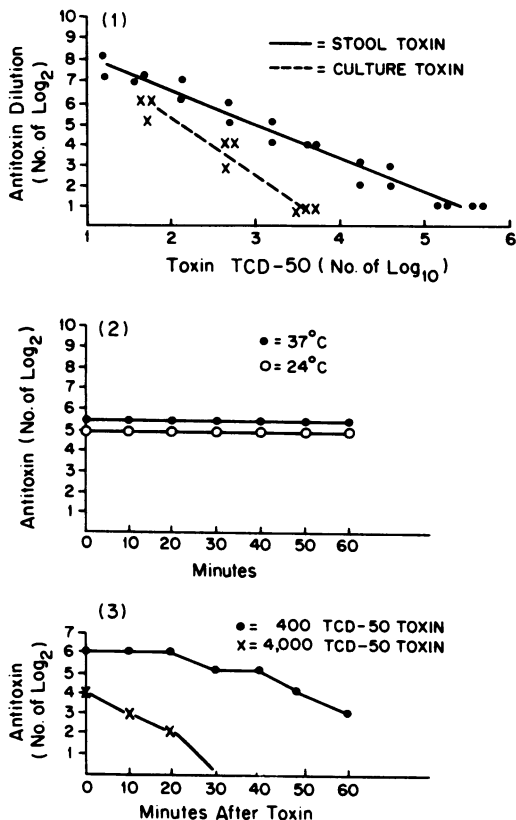 (1)
— = STOOL TOXIN
--- = CULTURE TOXIN
Antitoxin Dilution
(No. of Log2)
10
9
8
7
6
5
4
3
2
1
1 2 3 4 5 6
Toxin TCD-50 (No. of Log10)
(2)
● = 37°C
○ = 24°C
Antitoxin (No. of Log2)
10
9
8
7
6
5
4
3
2
1
0 10 20 30 40 50 60
Minutes
(3)
● = 400 TCD-50 TOXIN
x = 4,000 TCD-50 TOXIN
Antitoxin
(No. of Log2)
7
6
5
4
3
2
1
0 10 20 30 40 50 60
Minutes After Toxin